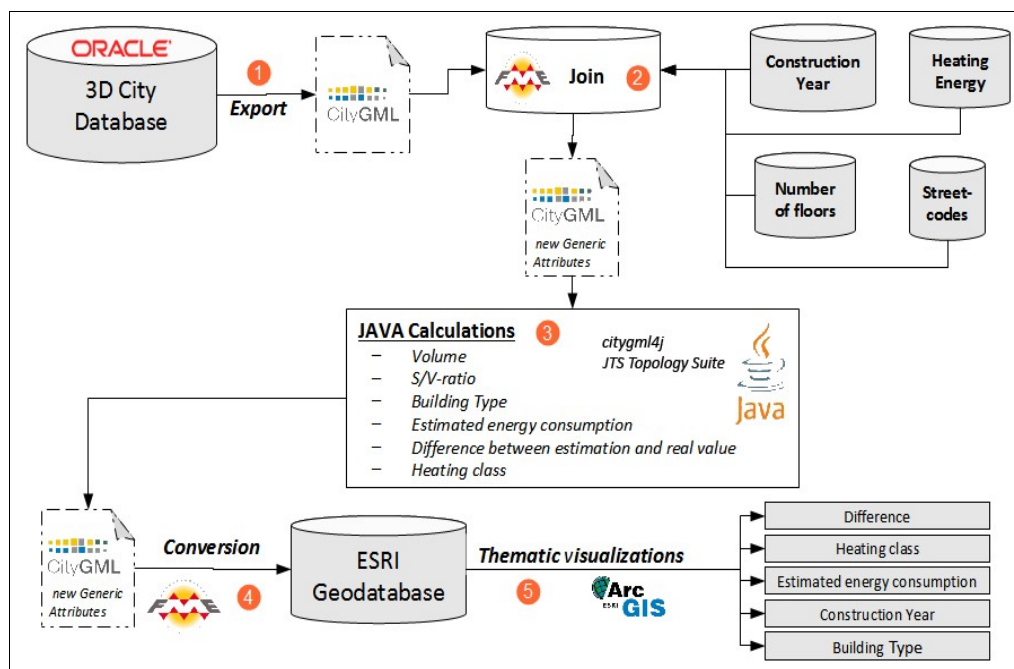 ORACLE
3D City
Database
1
Export
CityGML
FME
Join
2
Construction
Year
Heating
Energy
Number
of floors
Street-
codes
CityGML
new Generic
Attributes
JAVA Calculations
3
citygml4j
JTS Topology Suite
Java
– Volume
– S/V-ratio
– Building Type
– Estimated energy consumption
– Difference between estimation and real value
– Heating class
CityGML
new Generic
Attributes
Conversion
FME
4
ESRI
Geodatabase
Thematic visualizations
5
Arc
ESRI GIS
Difference
Heating class
Estimated energy consumption
Construction Year
Building Type